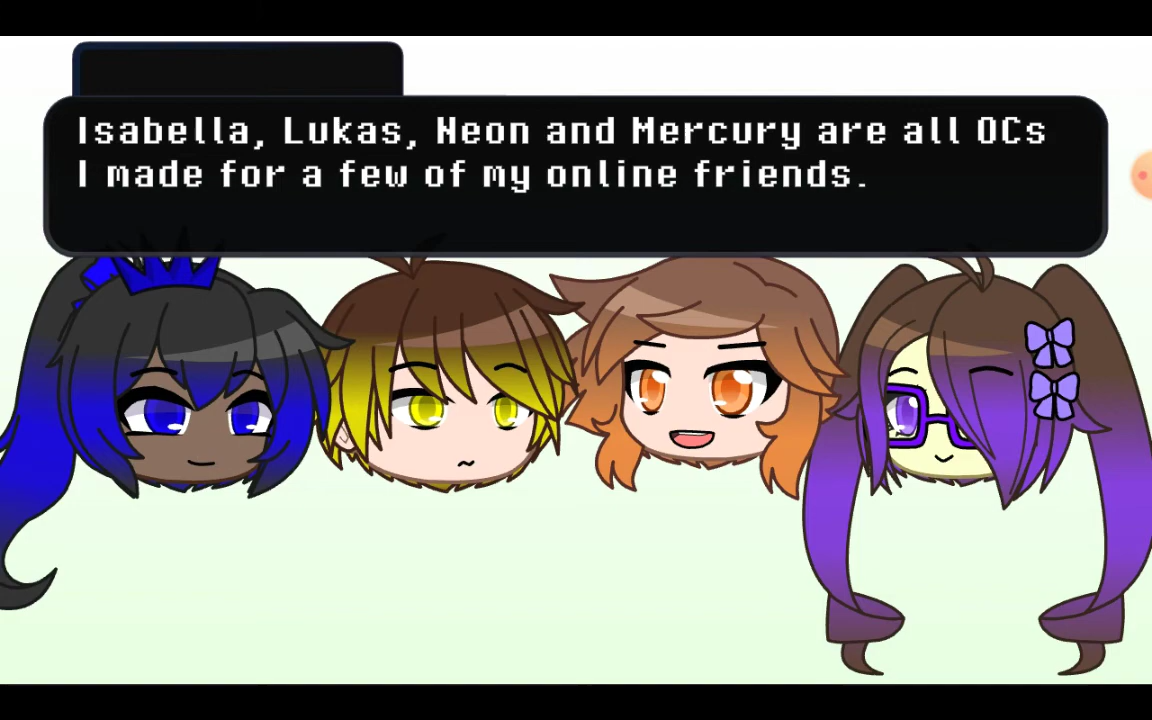 Isabella, Lukas, Neon and Mercury are all OCs
I made for a few of my online friends.